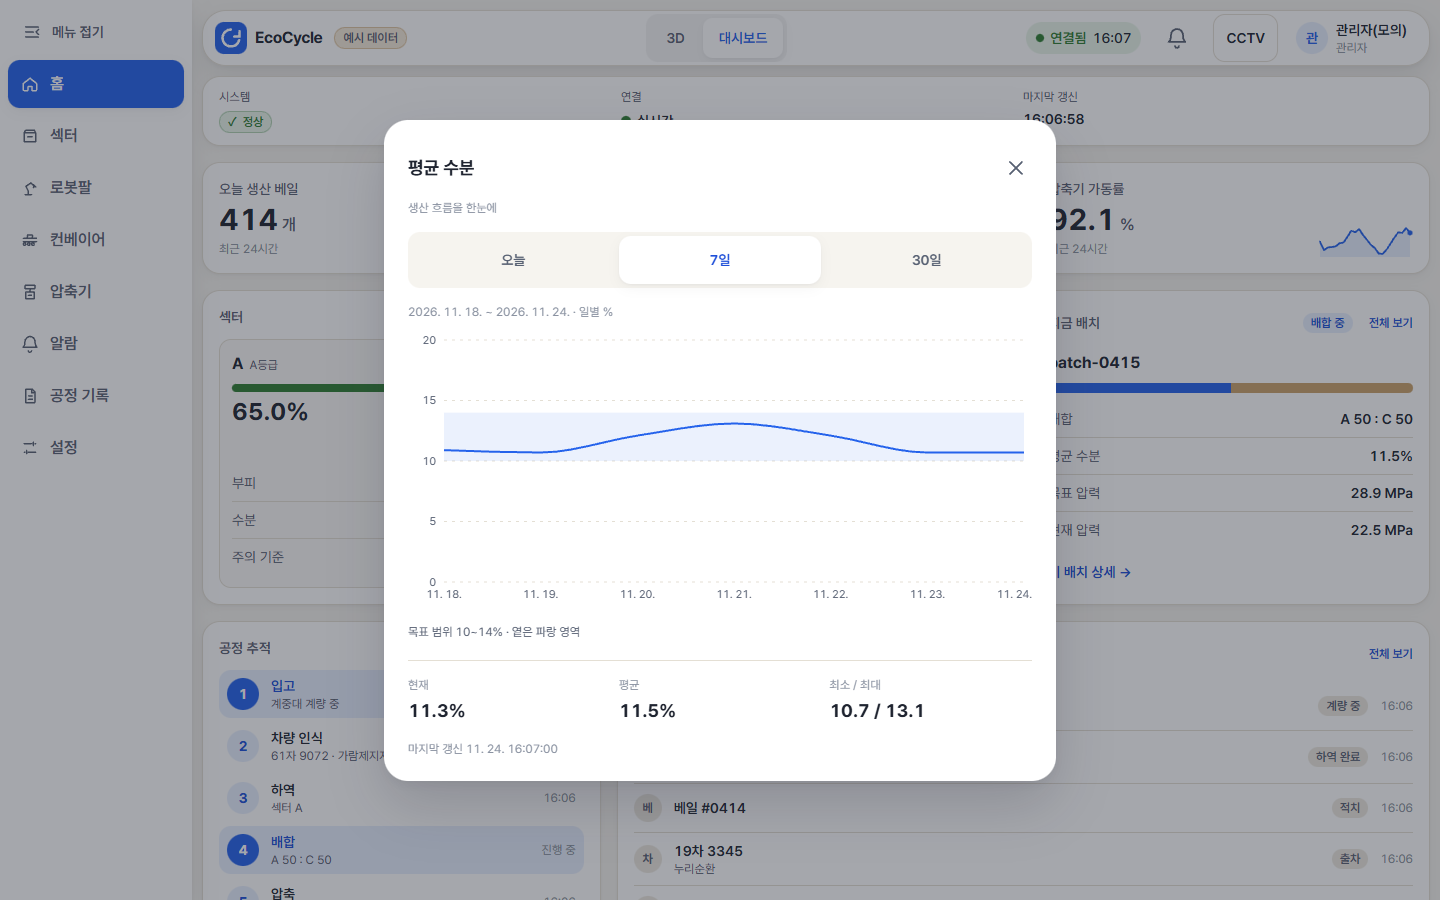 메뉴 접기
홈
섹터
로봇팔
컨베이어
압축기
알람
공정 기록
설정
EcoCycle
예시 데이터
3D
대시보드
연결됨 16:07
CCTV
관
관리자(모의)
관리자
시스템
✓ 정상
연결
마지막 갱신
16:06:58
오늘 생산 베일
414 개
최근 24시간
92.1 %
24시간
섹터
A A등급
65.0%
부피
수분
주의 기준
배치
배합 중
전체 보기
batch-0415
A 50 : C 50
평균 수분
11.5%
목표 압력
28.9 MPa
현재 압력
22.5 MPa
배치 상세 →
평균 수분
생산 흐름을 한눈에
오늘
7일
30일
2026. 11. 18. – 2026. 11. 24. · 일별 %
20
15
10
5
0
11. 18.
11. 19.
11. 20.
11. 21.
11. 22.
11. 23.
11. 24.
목표 범위 10–14% · 옅은 파랑 영역
현재
평균
최소 / 최대
11.3%
11.5%
10.7 / 13.1
마지막 갱신 11. 24. 16:07:00
공정 추적
1
입고
계중대 계량 중
2
차량 인식
61자 9072 ·
3
하역
섹터 A
16:06
4
배합
A 50 : C 50
진행 중
압축
전체 보기
계량 중
16:06
하역 완료
16:06
베
베일 #0414
적치
16:06
차
19차 3345
누리순환
출차
16:06